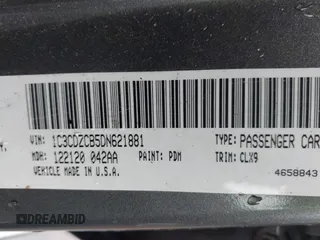 VIN: 1C3CDZCB5DN621881 TYPE: PASSENGER CAR
MDH: 122120 042AA PAINT: PDM TRIM: CLX9
VEHICLE MADE IN U.S.A.
4658843
DREAMBID